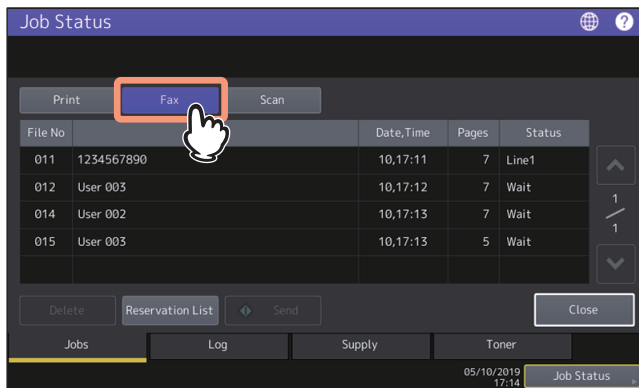 Job Status
?
Print Fax Scan
File No Date,Time Pages Status
011 1234567890 10,17:11 7 Line1
012 User 003 10,17:12 7 Wait
014 User 002 10,17:13 7 Wait
015 User 003 10,17:13 5 Wait
1
1
Delete Reservation List Send Close
Jobs Log Supply Toner
05/10/2019
17:14 Job Status